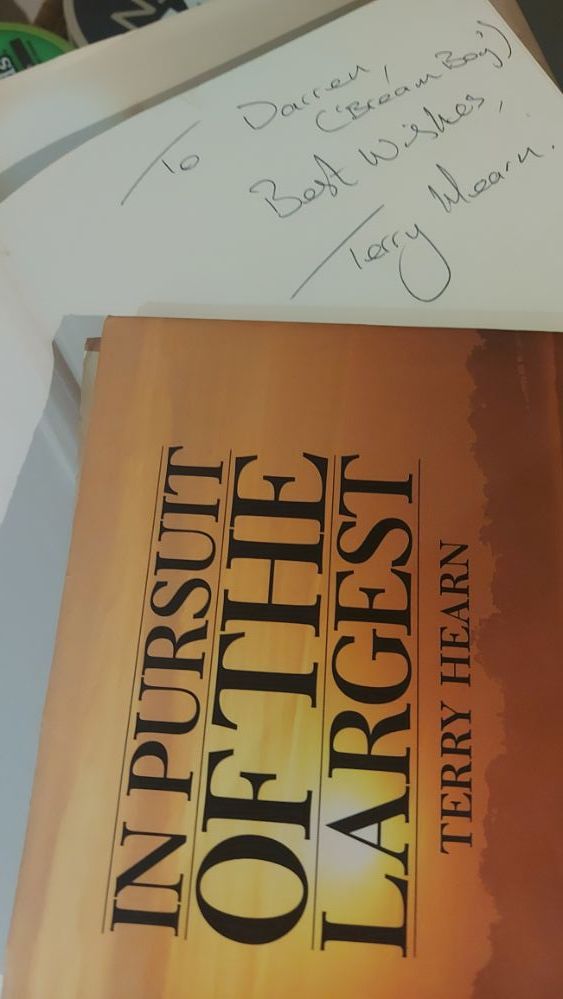 To Darren,
('Bream Boy')
Best Wishes,
Terry Hearn.
IN PURSUIT
OF THE
LARGEST
TERRY HEARN